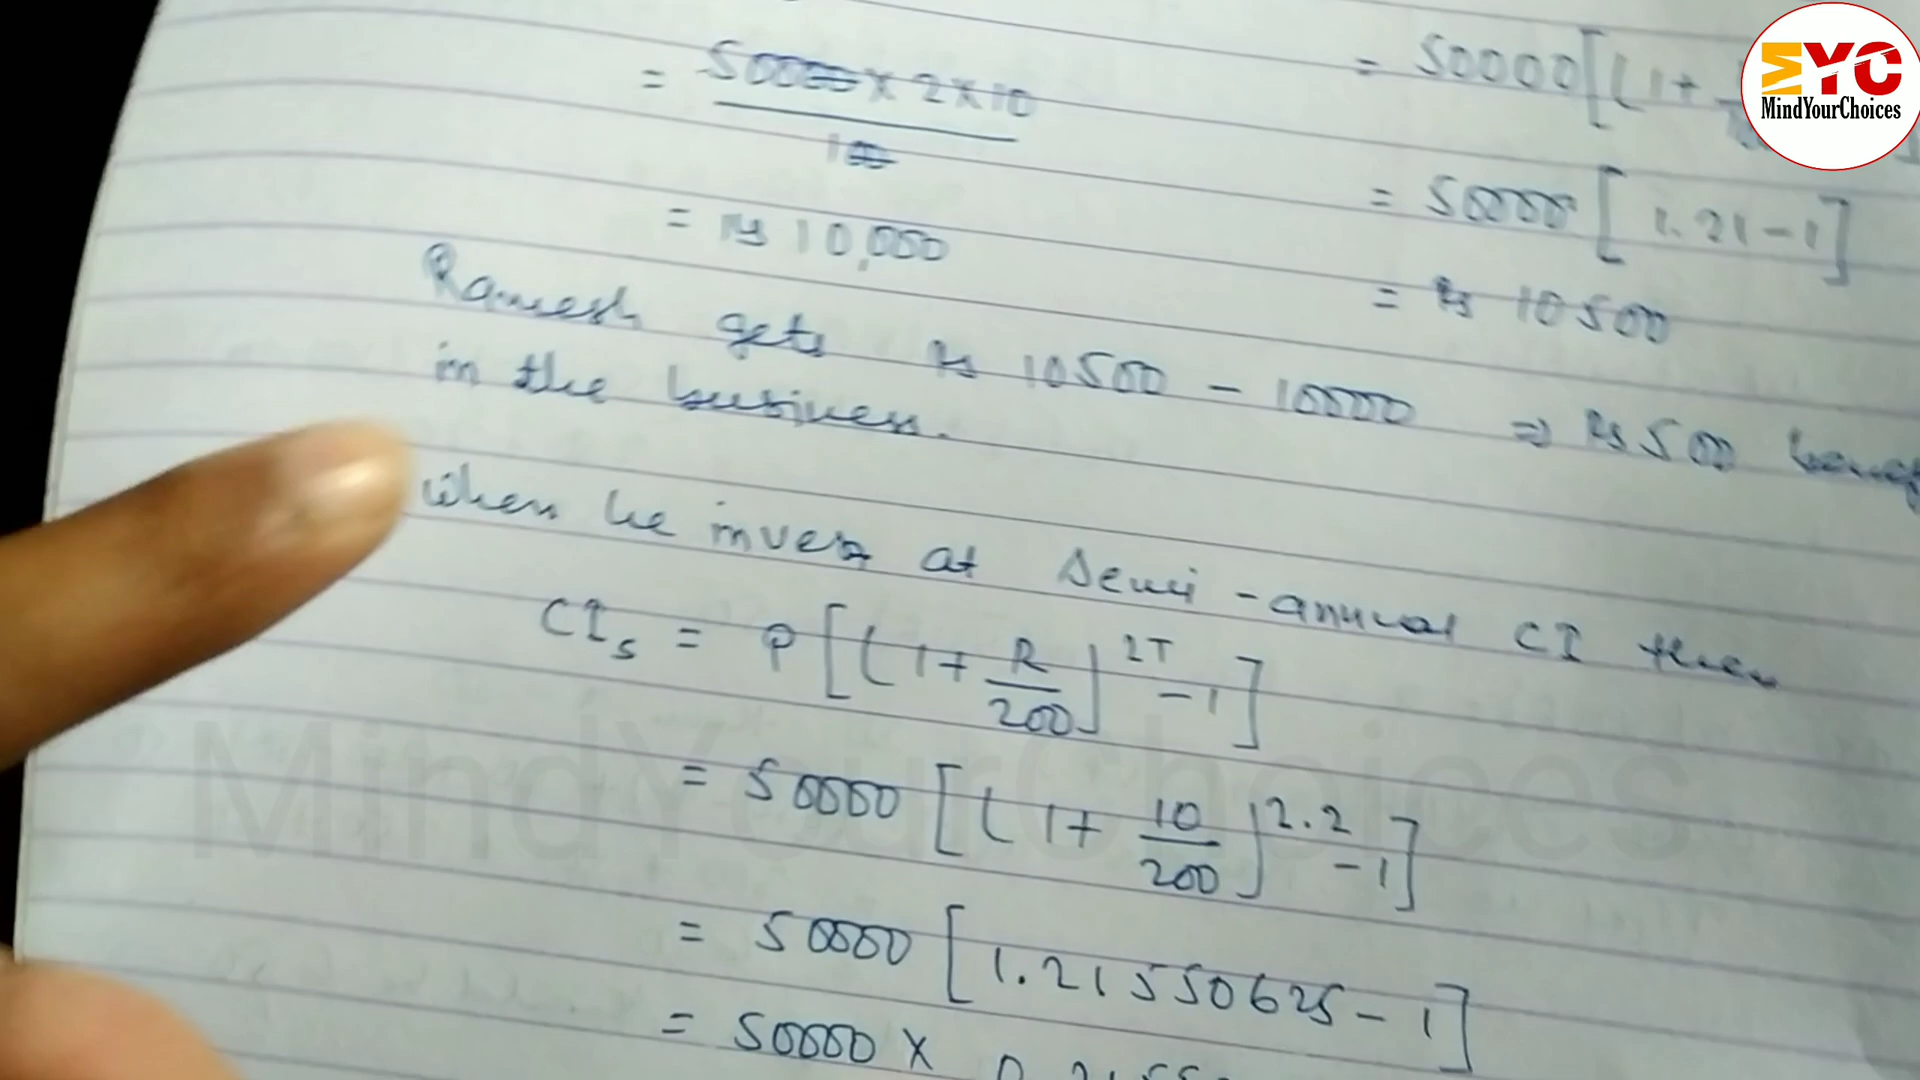 = 50000 × 2 × 10
100
= Rs 10,000
= 50000[(1+
= 50000[1.21-1]
= Rs 10500
Ramesh gets Rs 10500 - 10000 ⇒ Rs 500
in the business.
When he invest at Semi-annual CI then
CIs = P[(1+ R/200)^2T -1]
= 50000[(1+ 10/200)^2.2 -1]
= 50000[1.21550625-1]
= 50000 ×
MYC
MindYourChoices
MindYourChoices